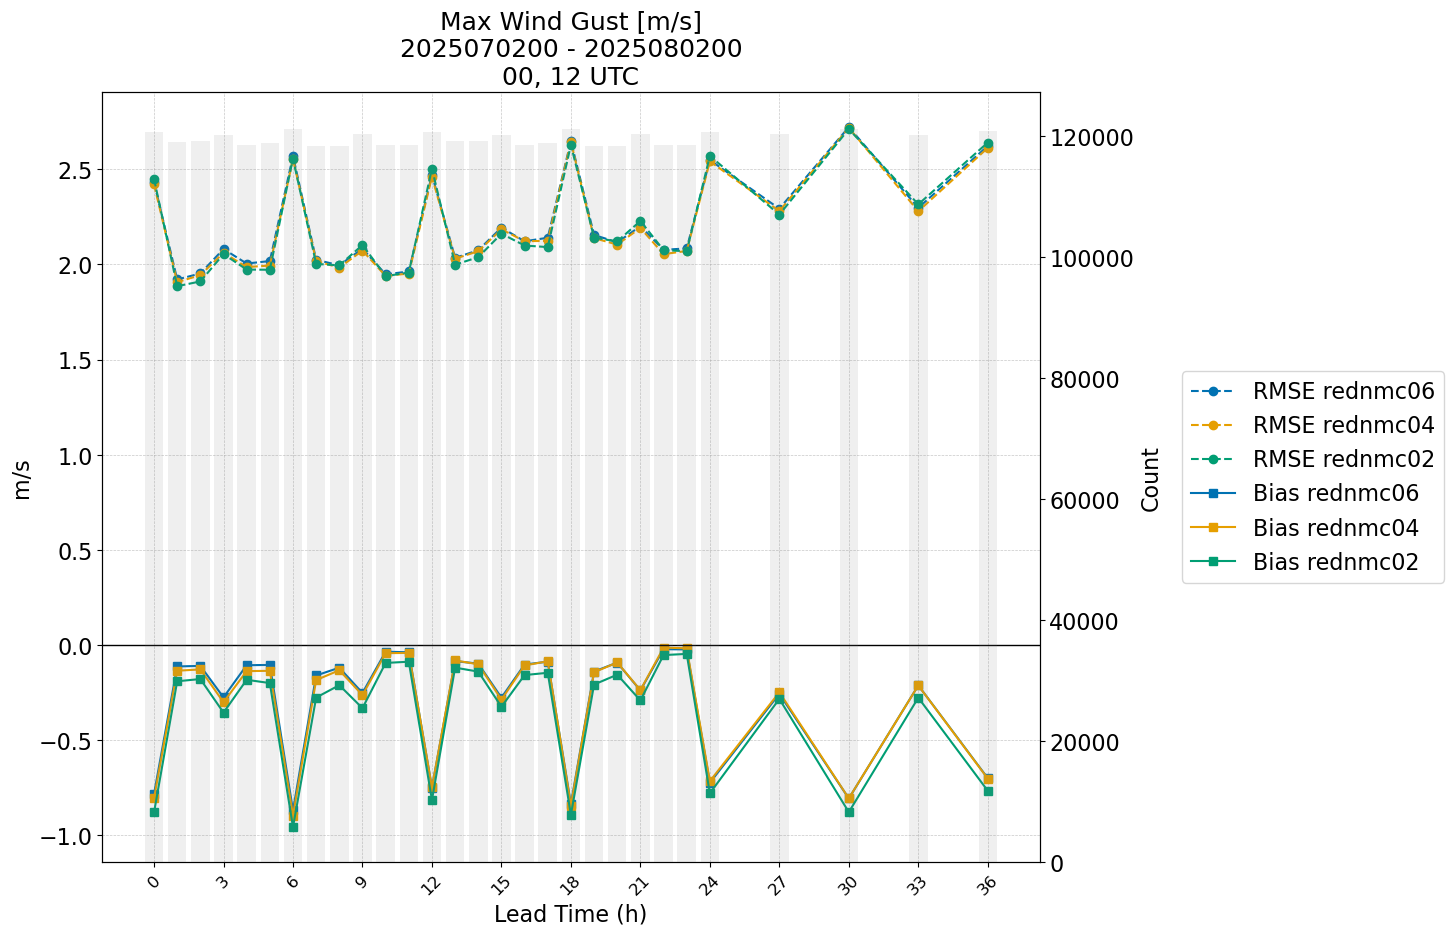 Max Wind Gust [m/s]
2025070200 - 2025080200
00, 12 UTC
2.5
2.0
1.5
1.0
0.5
0.0
−0.5
−1.0
m/s
120000
100000
80000
60000
40000
20000
0
Count
0 3 6 9 12 15 18 21 24 27 30 33 36
Lead Time (h)
RMSE rednmc06
RMSE rednmc04
RMSE rednmc02
Bias rednmc06
Bias rednmc04
Bias rednmc02